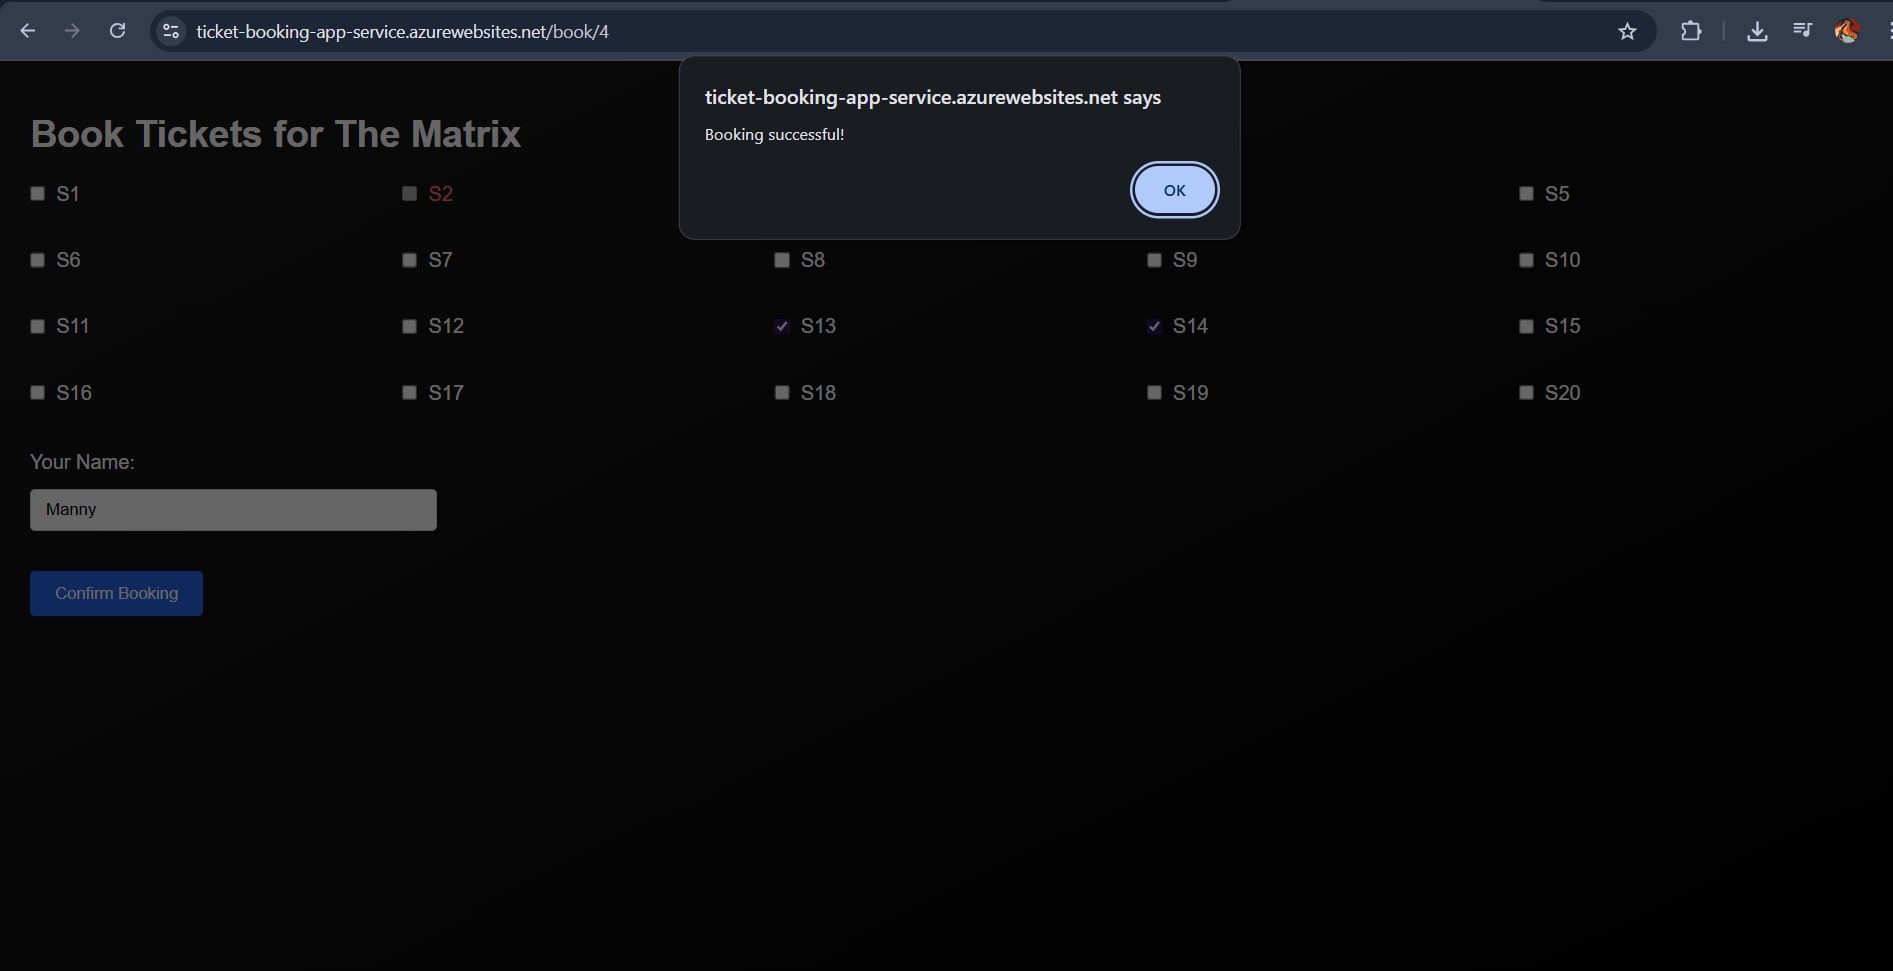 ticket-booking-app-service.azurewebsites.net/book/4
ticket-booking-app-service.azurewebsites.net says
Booking successful!
OK
Book Tickets for The Matrix
S1 S2 S5
S6 S7 S8 S9 S10
S11 S12 S13 S14 S15
S16 S17 S18 S19 S20
Your Name:
Manny
Confirm Booking